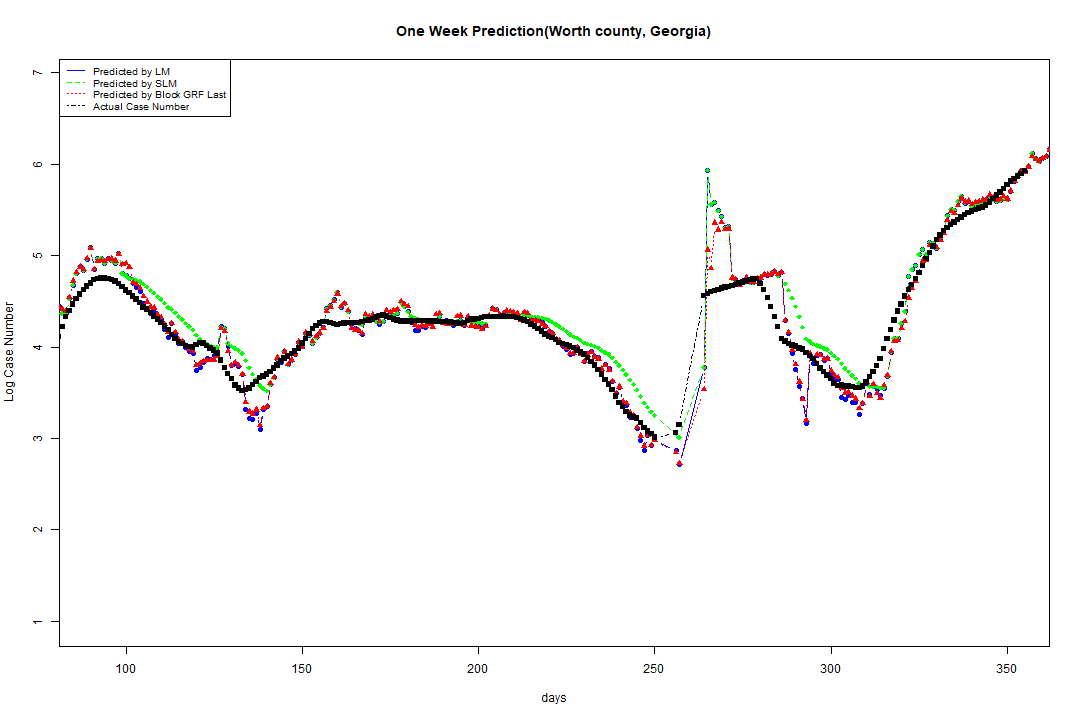 One Week Prediction(Worth county, Georgia)
Predicted by LM
Predicted by SLM
Predicted by Block GRF Last
Actual Case Number
7
6
5
4
3
2
1
Log Case Number
100 150 200 250 300 350
days